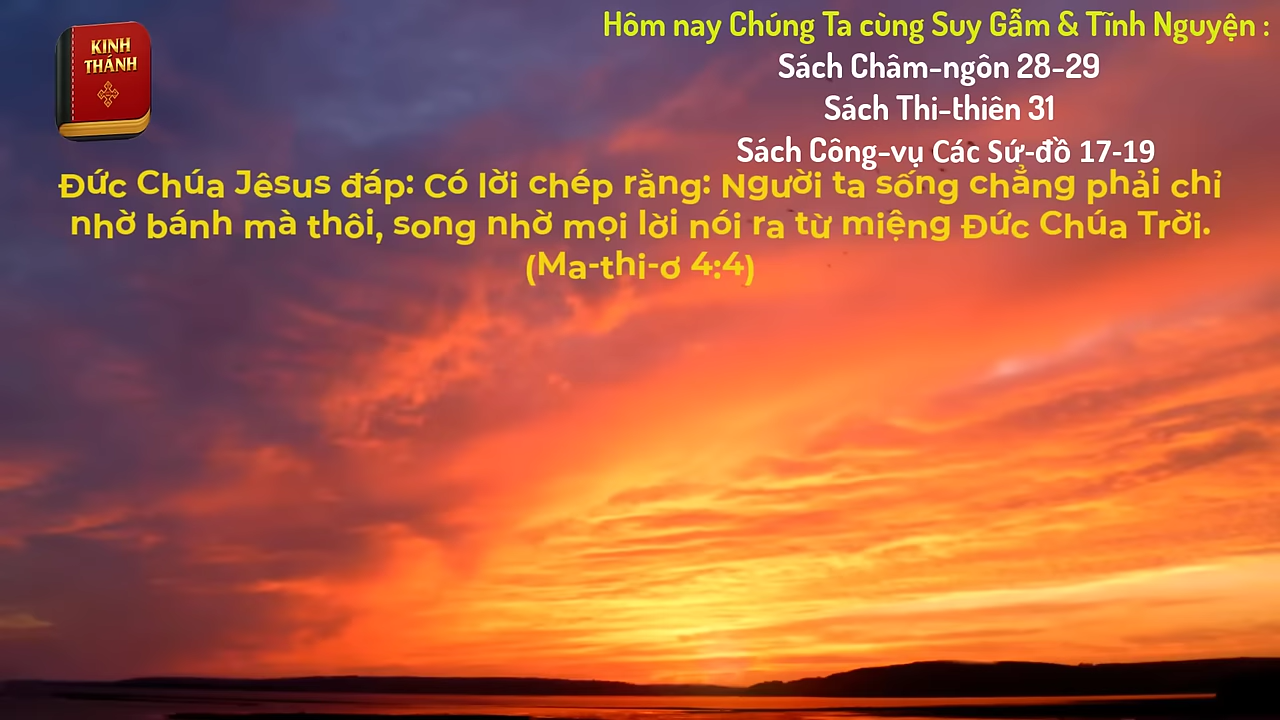 KINH
THÁNH
Hôm nay Chúng Ta cùng Suy Gẫm & Tĩnh Nguyện :
Sách Châm-ngôn 28-29
Sách Thi-thiên 31
Sách Công-vụ Các Sứ-đồ 17-19
Đức Chúa Jêsus đáp: Có lời chép rằng: Người ta sống chẳng phải chỉ
nhờ bánh mà thôi, song nhờ mọi lời nói ra từ miệng Đức Chúa Trời.
(Ma-thi-ơ 4:4)